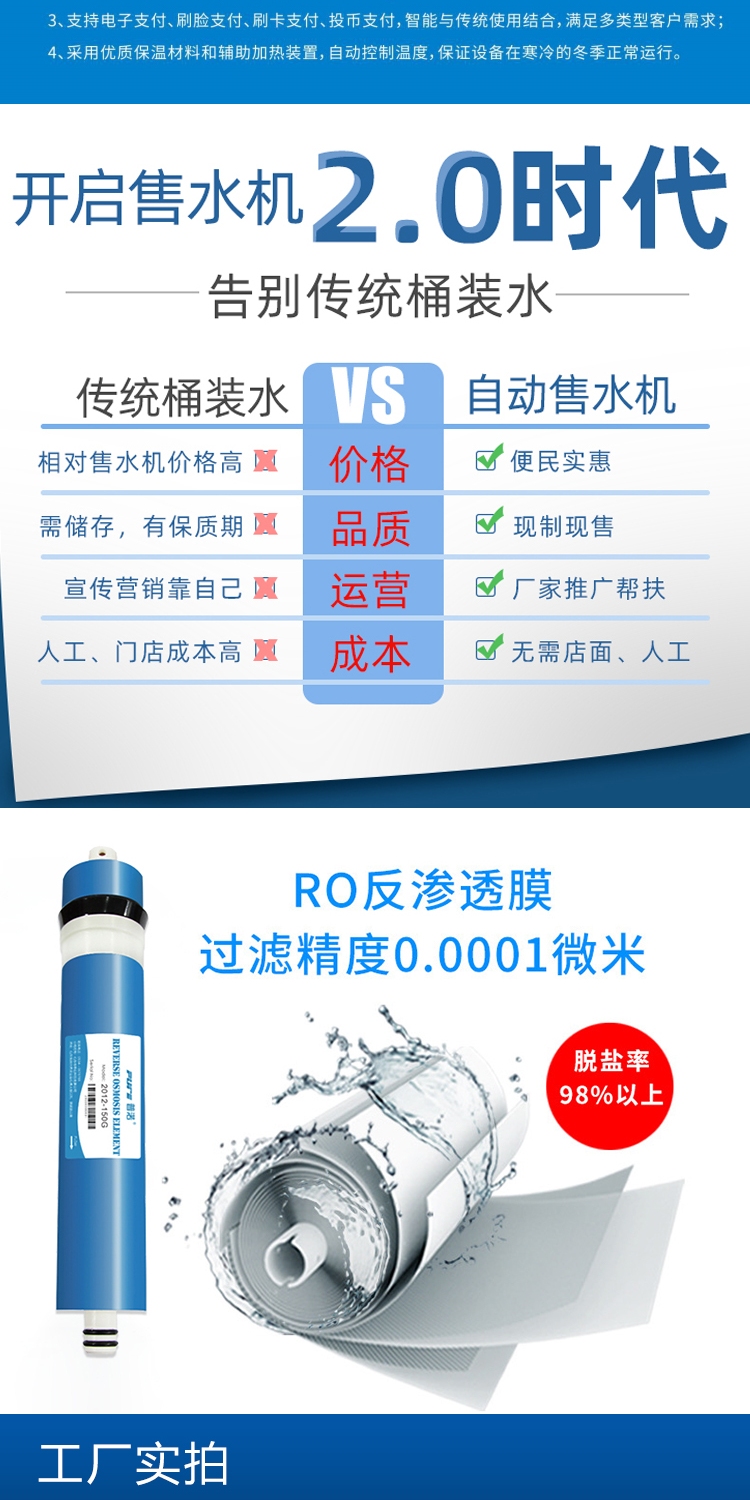 3、支持电子支付、刷脸支付、刷卡支付、投币支付,智能与传统使用结合,满足多类型客户需求;
4、采用优质保温材料和辅助加热装置,自动控制温度,保证设备在寒冷的冬季正常运行。
开启售水机2.0时代
告别传统桶装水
传统桶装水 VS 自动售水机
相对售水机价格高 价格 便民实惠
需储存，有保质期 品质 现制现售
宣传营销靠自己 运营 厂家推广帮扶
人工、门店成本高 成本 无需店面、人工
RO反渗透膜
过滤精度0.0001微米
脱盐率
98%以上
REVERSE OSMOSIS ELEMENT
普诺
Model: 2012-150G
Serial No:
工厂实拍